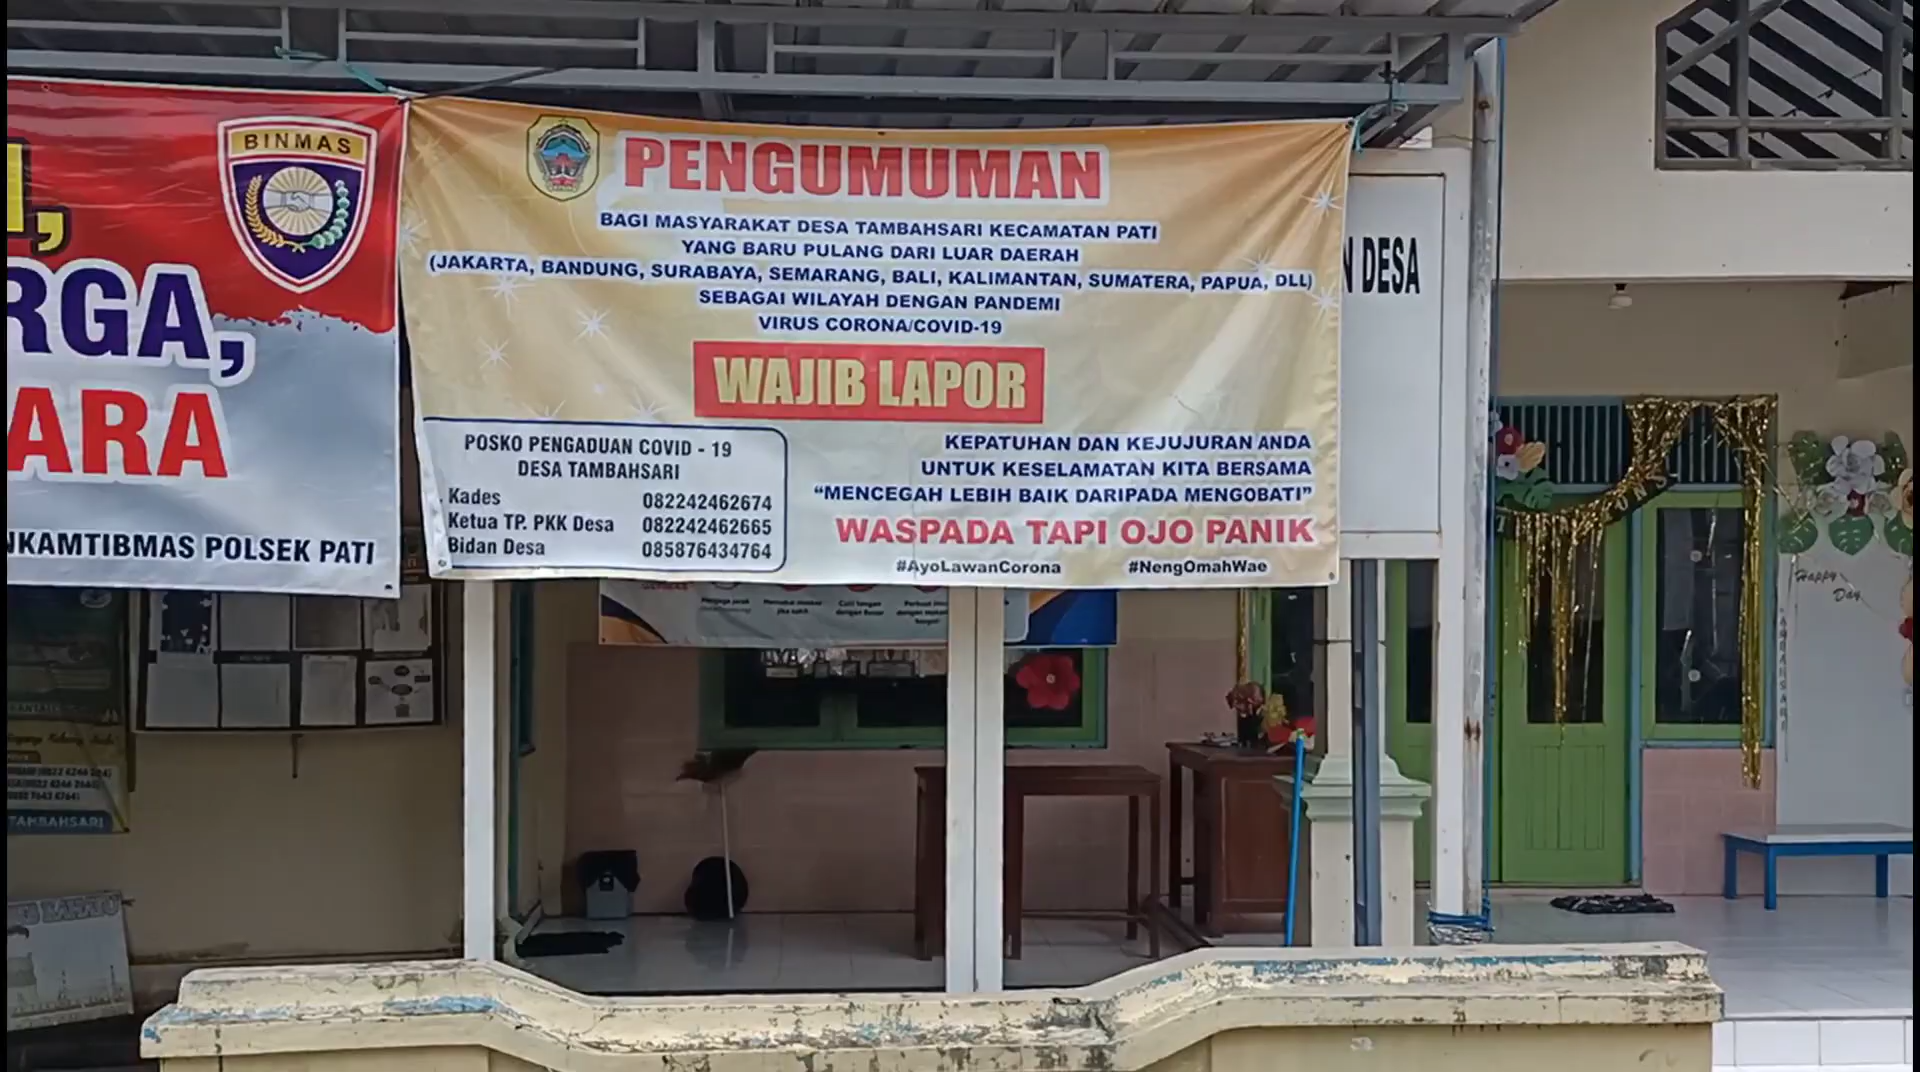 BINMAS
RGA,
ARA
NKAMTIBMAS POLSEK PATI
PENGUMUMAN
BAGI MASYARAKAT DESA TAMBAHSARI KECAMATAN PATI
YANG BARU PULANG DARI LUAR DAERAH
(JAKARTA, BANDUNG, SURABAYA, SEMARANG, BALI, KALIMANTAN, SUMATERA, PAPUA, DLL)
SEBAGAI WILAYAH DENGAN PANDEMI
VIRUS CORONA/COVID-19
WAJIB LAPOR
POSKO PENGADUAN COVID - 19
DESA TAMBAHSARI
Kades 082242462674
Ketua TP. PKK Desa 082242462665
Bidan Desa 085876434764
KEPATUHAN DAN KEJUJURAN ANDA
UNTUK KESELAMATAN KITA BERSAMA
“MENCEGAH LEBIH BAIK DARIPADA MENGOBATI”
WASPADA TAPI OJO PANIK
#AyoLawanCorona #NengOmahWae
N DESA
Happy
Day
TAMBAHSARI